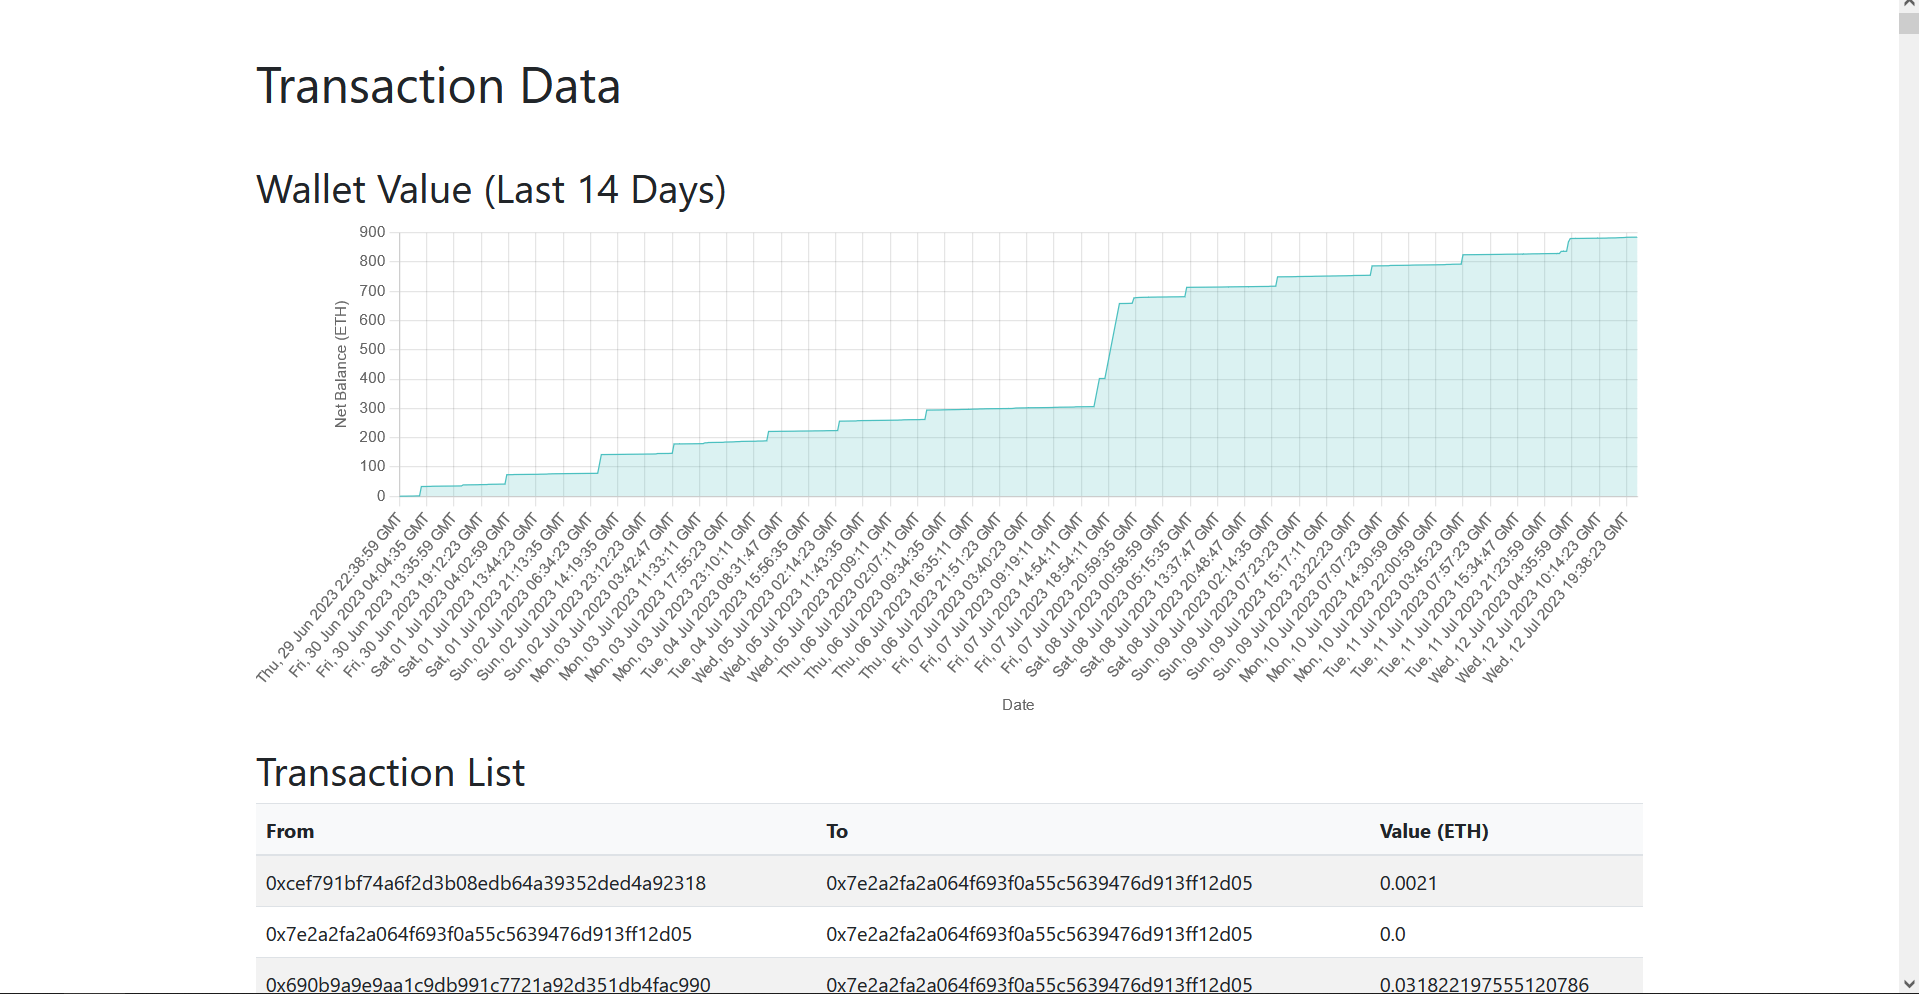 Transaction Data
Wallet Value (Last 14 Days)
900
800
700
600
500
400
300
200
100
0
Net Balance (ETH)
Thu, 29 Jun 2023 22:38:59 GMT
Fri, 30 Jun 2023 04:04:35 GMT
Fri, 30 Jun 2023 13:35:59 GMT
Fri, 30 Jun 2023 19:12:23 GMT
Sat, 01 Jul 2023 04:02:59 GMT
Sat, 01 Jul 2023 13:44:23 GMT
Sat, 01 Jul 2023 21:13:35 GMT
Sun, 02 Jul 2023 06:34:23 GMT
Sun, 02 Jul 2023 14:19:35 GMT
Sun, 02 Jul 2023 23:12:23 GMT
Mon, 03 Jul 2023 03:42:47 GMT
Mon, 03 Jul 2023 11:33:11 GMT
Mon, 03 Jul 2023 17:55:23 GMT
Mon, 03 Jul 2023 23:10:11 GMT
Tue, 04 Jul 2023 08:31:47 GMT
Tue, 04 Jul 2023 15:56:35 GMT
Wed, 05 Jul 2023 02:14:23 GMT
Wed, 05 Jul 2023 11:43:35 GMT
Wed, 05 Jul 2023 20:09:11 GMT
Thu, 06 Jul 2023 02:07:11 GMT
Thu, 06 Jul 2023 09:34:35 GMT
Thu, 06 Jul 2023 16:35:11 GMT
Thu, 06 Jul 2023 21:51:23 GMT
Fri, 07 Jul 2023 03:40:23 GMT
Fri, 07 Jul 2023 09:19:11 GMT
Fri, 07 Jul 2023 14:54:11 GMT
Fri, 07 Jul 2023 18:54:11 GMT
Fri, 07 Jul 2023 20:59:35 GMT
Sat, 08 Jul 2023 00:58:59 GMT
Sat, 08 Jul 2023 05:15:35 GMT
Sat, 08 Jul 2023 13:37:47 GMT
Sat, 08 Jul 2023 20:48:47 GMT
Sun, 09 Jul 2023 02:14:35 GMT
Sun, 09 Jul 2023 07:23:23 GMT
Sun, 09 Jul 2023 15:17:11 GMT
Sun, 09 Jul 2023 23:22:23 GMT
Mon, 10 Jul 2023 07:07:23 GMT
Mon, 10 Jul 2023 14:30:59 GMT
Mon, 10 Jul 2023 22:00:59 GMT
Tue, 11 Jul 2023 03:45:23 GMT
Tue, 11 Jul 2023 07:57:23 GMT
Tue, 11 Jul 2023 15:34:47 GMT
Tue, 11 Jul 2023 21:23:59 GMT
Wed, 12 Jul 2023 04:35:59 GMT
Wed, 12 Jul 2023 10:14:23 GMT
Wed, 12 Jul 2023 19:38:23 GMT
Date
Transaction List
From To Value (ETH)
0xcef791bf74a6f2d3b08edb64a39352ded4a92318 0x7e2a2fa2a064f693f0a55c5639476d913ff12d05 0.0021
0x7e2a2fa2a064f693f0a55c5639476d913ff12d05 0x7e2a2fa2a064f693f0a55c5639476d913ff12d05 0.0
0x690b9a9e9aa1c9db991c7721a92d351db4fac990 0x7e2a2fa2a064f693f0a55c5639476d913ff12d05 0.031822197555120786